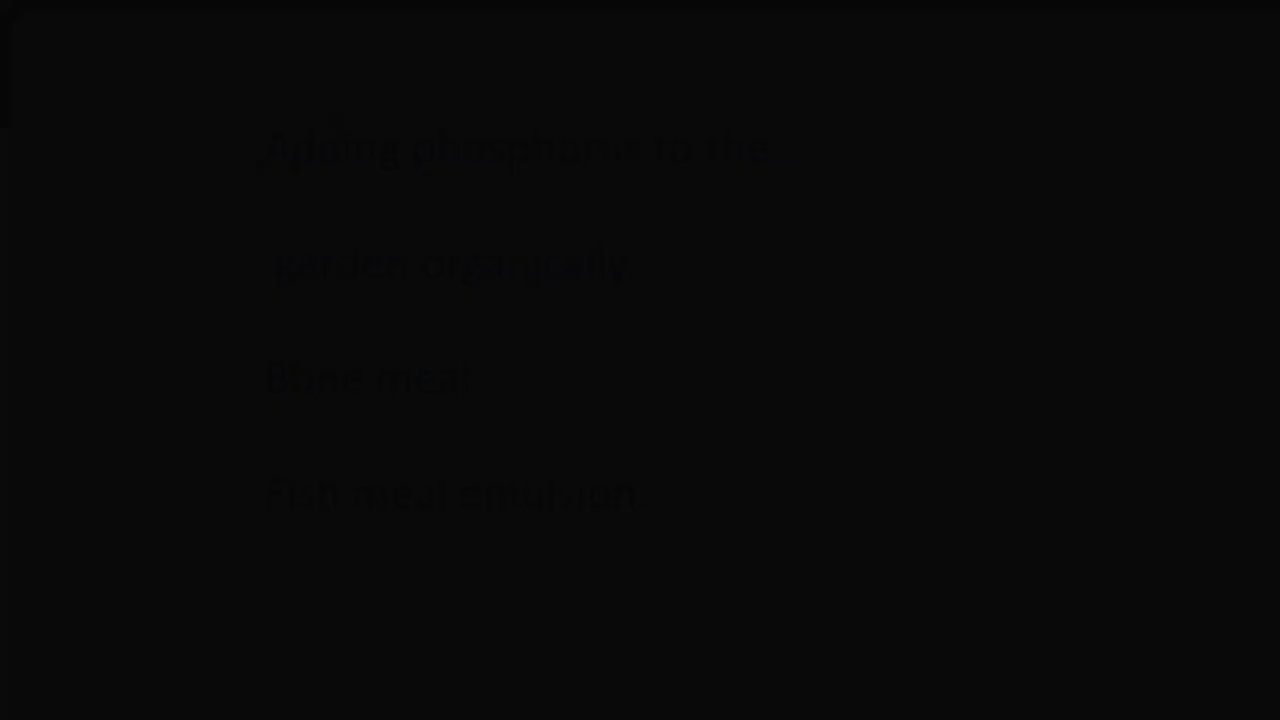 Adding phosphorus to the
garden organically
Bone meal
Fish meal emulsion.